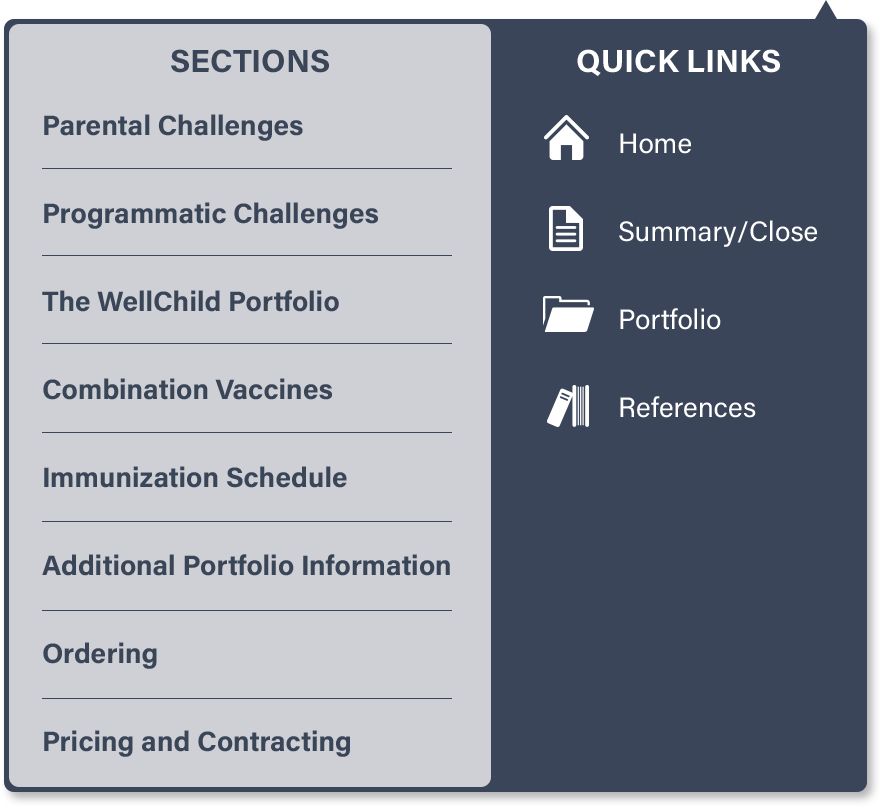 SECTIONS
Parental Challenges
Programmatic Challenges
The WellChild Portfolio
Combination Vaccines
Immunization Schedule
Additional Portfolio Information
Ordering
Pricing and Contracting
QUICK LINKS
Home
Summary/Close
Portfolio
References